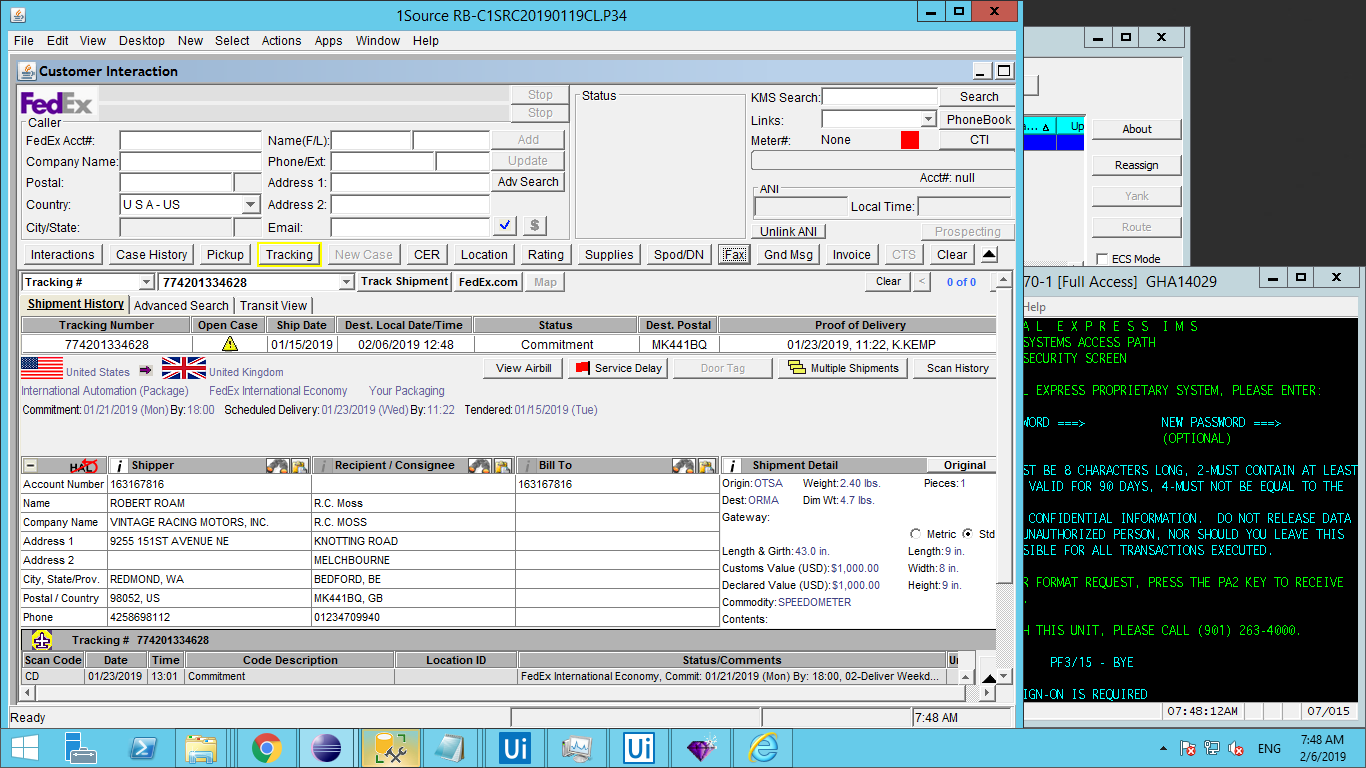 1Source RB-C1SRC20190119CL.P34
File Edit View Desktop New Select Actions Apps Window Help
Customer Interaction
FedEx
Stop
Stop
Caller
FedEx Acct#: Name(F/L): Add
Company Name: Phone/Ext: Update
Postal: Address 1: Adv Search
Country: U S A - US Address 2:
City/State: Email: $
Status
KMS Search: Search
Links: PhoneBook
Meter#: None CTI
Acct#: null
ANI
Local Time:
Unlink ANI Prospecting
Interactions Case History Pickup Tracking New Case CER Location Rating Supplies Spod/DN Fax Gnd Msg Invoice CTS Clear
Tracking # 774201334628 Track Shipment FedEx.com Map Clear < 0 of 0
Shipment History Advanced Search Transit View
Tracking Number Open Case Ship Date Dest. Local Date/Time Status Dest. Postal Proof of Delivery
774201334628 01/15/2019 02/06/2019 12:48 Commitment MK441BQ 01/23/2019, 11:22, K.KEMP
United States United Kingdom View Airbill Service Delay Door Tag Multiple Shipments Scan History
International Automation (Package) FedEx International Economy Your Packaging
Commitment: 01/21/2019 (Mon) By: 18:00 Scheduled Delivery: 01/23/2019 (Wed) By: 11:22 Tendered: 01/15/2019 (Tue)
HAL i Shipper i Recipient / Consignee i Bill To i Shipment Detail Original
Account Number 163167816 163167816
Name ROBERT ROAM R.C. Moss
Company Name VINTAGE RACING MOTORS, INC. R.C. MOSS
Address 1 9255 151ST AVENUE NE KNOTTING ROAD
Address 2 MELCHBOURNE
City, State/Prov. REDMOND, WA BEDFORD, BE
Postal / Country 98052, US MK441BQ, GB
Phone 4258698112 01234709940
Origin: OTSA Weight: 2.40 lbs. Pieces: 1
Dest: ORMA Dim Wt: 4.7 lbs.
Gateway:
Metric Std
Length & Girth: 43.0 in. Length: 9 in.
Customs Value (USD): $1,000.00 Width: 8 in.
Declared Value (USD): $1,000.00 Height: 9 in.
Commodity: SPEEDOMETER
Contents:
Tracking # 774201334628
Scan Code Date Time Code Description Location ID Status/Comments
CD 01/23/2019 13:01 Commitment FedEx International Economy, Commit: 01/21/2019 (Mon) By: 18:00, 02-Deliver Weekd...
Ready 7:48 AM
a... Up
About
Reassign
Yank
Route
ECS Mode
70-1 [Full Access] GHA14029
Help
A L E X P R E S S I M S
SYSTEMS ACCESS PATH
SECURITY SCREEN
L EXPRESS PROPRIETARY SYSTEM, PLEASE ENTER:
WORD ===> NEW PASSWORD ===>
(OPTIONAL)
ST BE 8 CHARACTERS LONG, 2-MUST CONTAIN AT LEAST
VALID FOR 90 DAYS, 4-MUST NOT BE EQUAL TO THE
CONFIDENTIAL INFORMATION. DO NOT RELEASE DATA
UNAUTHORIZED PERSON, NOR SHOULD YOU LEAVE THIS
SIBLE FOR ALL TRANSACTIONS EXECUTED.
R FORMAT REQUEST, PRESS THE PA2 KEY TO RECEIVE
H THIS UNIT, PLEASE CALL (901) 263-4000.
PF3/15 - BYE
IGN-ON IS REQUIRED
07:48:12AM 07/015
Ui Ui ENG 7:48 AM
2/6/2019